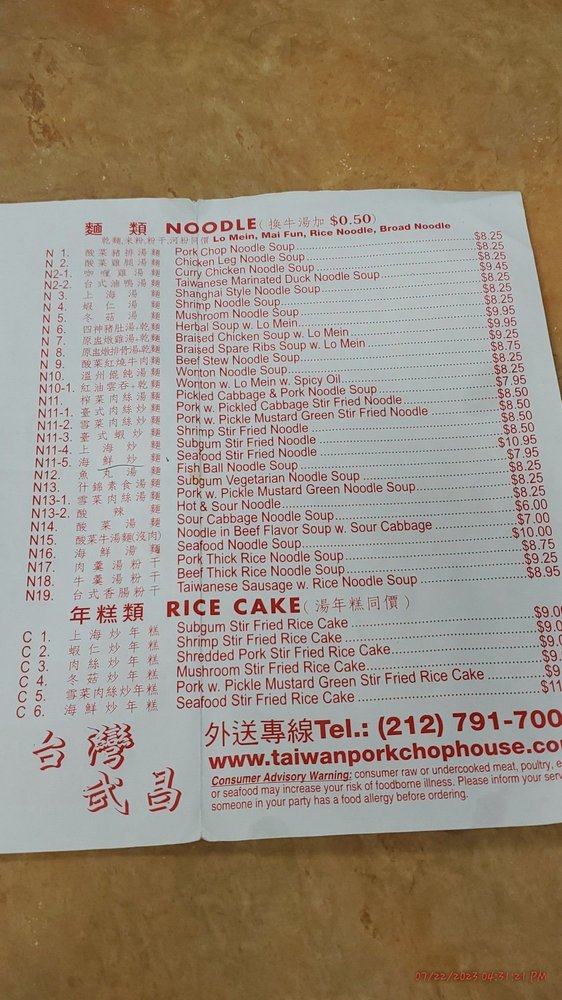 麵 類 NOODLE(換牛湯加 $0.50)
乾麵,米粉,粉干,河粉同價 Lo Mein, Mai Fun, Rice Noodle, Broad Noodle
N 1. 酸菜豬排湯麵 Pork Chop Noodle Soup $8.25
N 2. 酸菜雞腿湯麵 Chicken Leg Noodle Soup $8.25
N2-1. 咖喱雞湯麵 Curry Chicken Noodle Soup $8.25
N2-2. 台式滷鴨湯麵 Taiwanese Marinated Duck Noodle Soup $9.45
N 3. 上海湯麵 Shanghai Style Noodle Soup $8.25
N 4. 蝦仁湯麵 Shrimp Noodle Soup $8.25
N 5. 冬菇湯麵 Mushroom Noodle Soup $8.25
N 6. 四神豬肚湯+乾麵 Herbal Soup w. Lo Mein $9.95
N 7. 原盅燉雞湯+乾麵 Braised Chicken Soup w. Lo Mein $9.95
N 8. 原盅燉排骨湯+乾麵 Braised Spare Ribs Soup w. Lo Mein $9.25
N 9. 酸菜紅燒牛肉麵 Beef Stew Noodle Soup $8.75
N10. 溫州餛飩湯麵 Wonton Noodle Soup $8.25
N10-1. 紅油雲吞+乾麵 Wonton w. Lo Mein w. Spicy Oil $8.25
N11. 榨菜肉絲湯麵 Pickled Cabbage & Pork Noodle Soup $7.95
N11-1. 臺式肉絲炒麵 Pork w. Pickled Cabbage Stir Fried Noodle $8.50
N11-2. 雪菜肉絲炒麵 Pork w. Pickle Mustard Green Stir Fried Noodle $8.50
N11-3. 臺式蝦炒麵 Shrimp Stir Fried Noodle $8.50
N11-4. 上海炒麵 Subgum Stir Fried Noodle $8.50
N11-5. 海鮮炒麵 Seafood Stir Fried Noodle $10.95
N12. 魚丸湯麵 Fish Ball Noodle Soup $7.95
N13. 什錦素食湯麵 Subgum Vegetarian Noodle Soup $8.25
N13-1. 雪菜肉絲湯麵 Pork w. Pickle Mustard Green Noodle Soup $8.25
N13-2. 酸辣麵 Hot & Sour Noodle $8.25
N14. 酸菜湯麵 Sour Cabbage Noodle Soup $6.00
N15. 酸菜牛湯麵(沒肉) Noodle in Beef Flavor Soup w. Sour Cabbage $7.00
N16. 海鮮湯麵 Seafood Noodle Soup $10.00
N17. 肉羹湯粉干 Pork Thick Rice Noodle Soup $8.75
N18. 牛羹湯粉干 Beef Thick Rice Noodle Soup $9.25
N19. 台式香腸粉干 Taiwanese Sausage w. Rice Noodle Soup $8.95
年糕類 RICE CAKE(湯年糕同價)
C 1. 上海炒年糕 Subgum Stir Fried Rice Cake $9.0
C 2. 蝦仁炒年糕 Shrimp Stir Fried Rice Cake $9.0
C 3. 肉絲炒年糕 Shredded Pork Stir Fried Rice Cake $9.
C 4. 冬菇炒年糕 Mushroom Stir Fried Rice Cake $9.
C 5. 雪菜肉絲炒年糕 Pork w. Pickle Mustard Green Stir Fried Rice Cake $9.
C 6. 海鮮炒年糕 Seafood Stir Fried Rice Cake $11
台灣
武昌
外送專線Tel.: (212) 791-700
www.taiwanporkchophouse.co
Consumer Advisory Warning: consumer raw or undercooked meat, poultry, e
or seafood may increase your risk of foodborne illness. Please inform your serv
someone in your party has a food allergy before ordering.
07/22/2023 04:31:21 PM